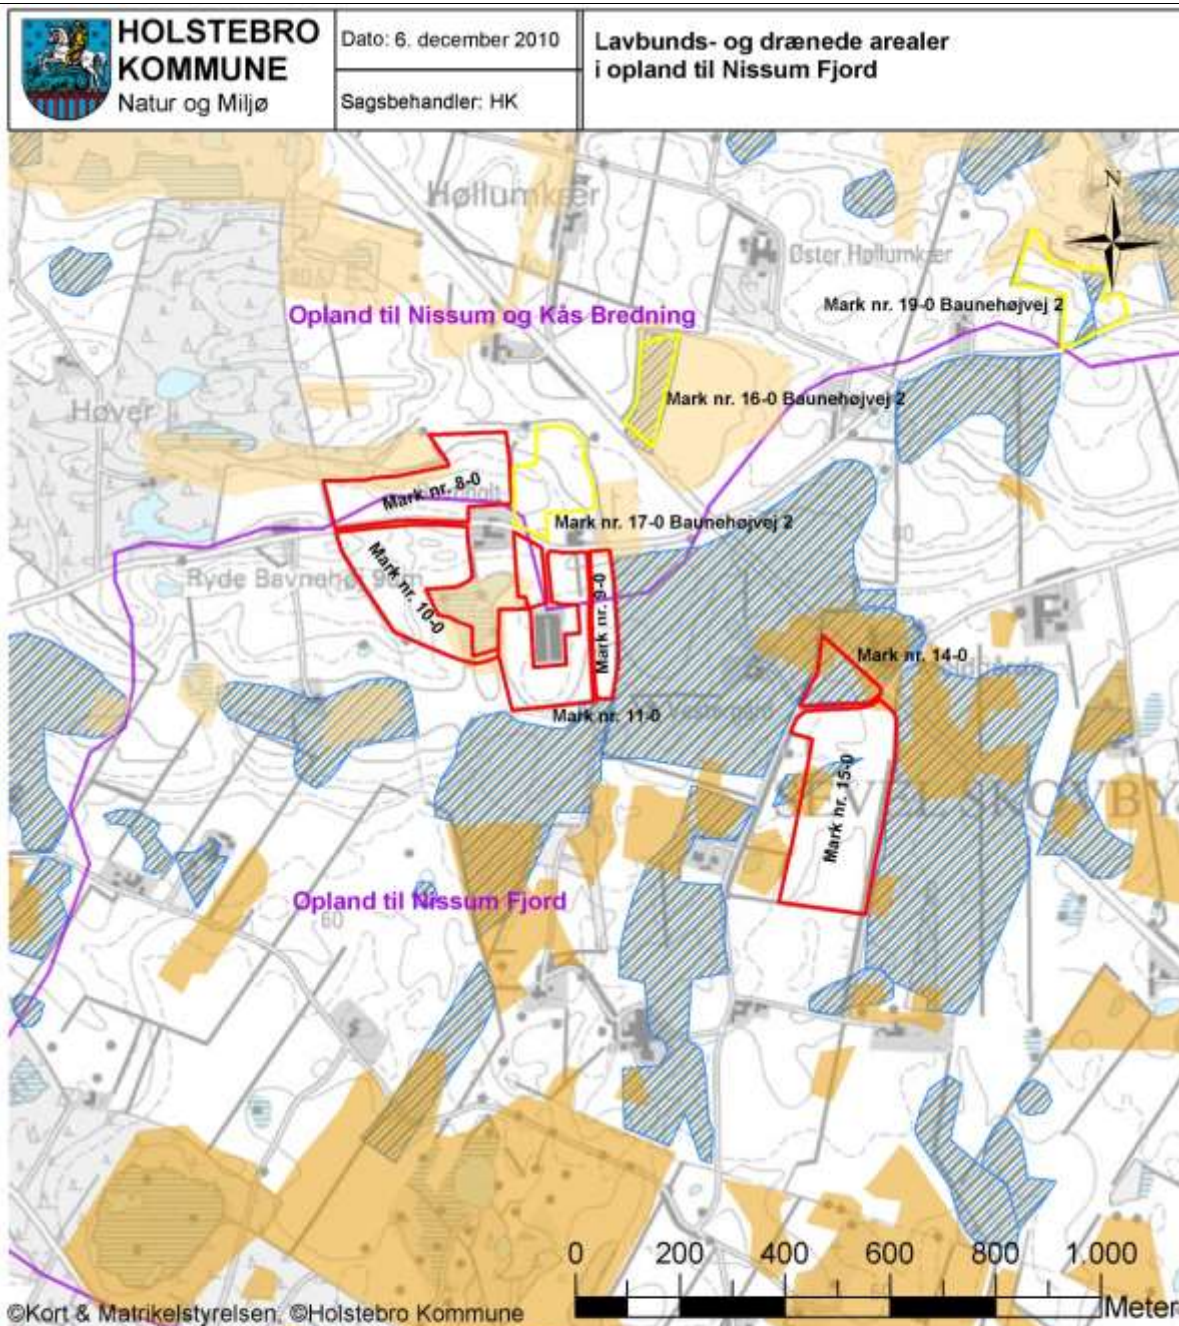 HOLSTEBRO
KOMMUNE
Natur og Miljø
Dato: 6. december 2010
Sagsbehandler: HK
Lavbunds- og drænede arealer
i opland til Nissum Fjord
N
Høllumkær
Øster Høllumkær
Mark nr. 19-0 Baunehøjvej 2
Opland til Nissum og Kås Bredning
Mark nr. 16-0 Baunehøjvej 2
Høver
Mark nr. 8-0
Mark nr. 17-0 Baunehøjvej 2
Ryde Bavnehøj 96m
Mark nr. 10-0
Mark nr. 9-0
Mark nr. 14-0
Mark nr. 11-0
Mark nr. 15-0
SEVEL SKOVBY
Opland til Nissum Fjord
60
0 200 400 600 800 1.000
Meter
©Kort & Matrikelstyrelsen, ©Holstebro Kommune